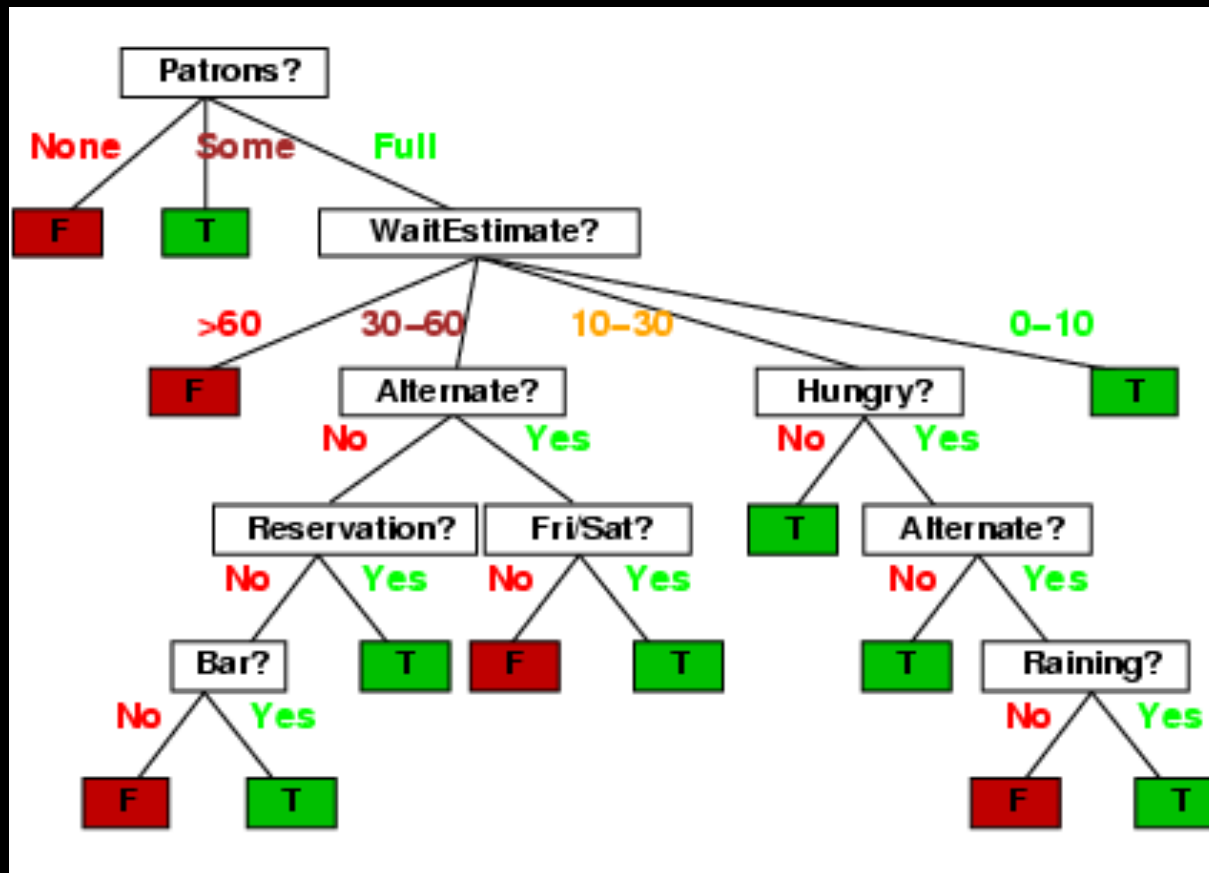 Patrons?
None Some Full
F T WaitEstimate?
>60 30–60 10–30 0–10
F Alternate? Hungry? T
No Yes No Yes
Reservation? Fri/Sat? T Alternate?
No Yes No Yes No Yes
Bar? T F T T Raining?
No Yes No Yes
F T F T